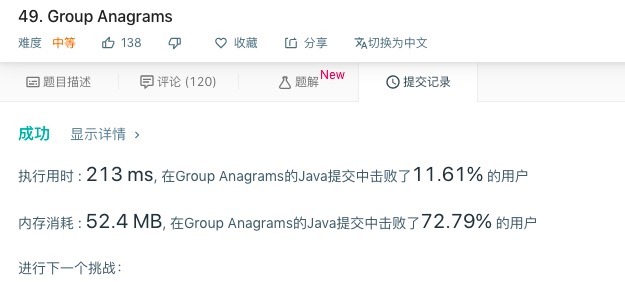 49. Group Anagrams
难度 中等 138 收藏 分享 切换为中文
题目描述 评论 (120) 题解 New 提交记录
成功 显示详情 ›
执行用时 : 213 ms, 在Group Anagrams的Java提交中击败了11.61% 的用户
内存消耗 : 52.4 MB, 在Group Anagrams的Java提交中击败了72.79% 的用户
进行下一个挑战: